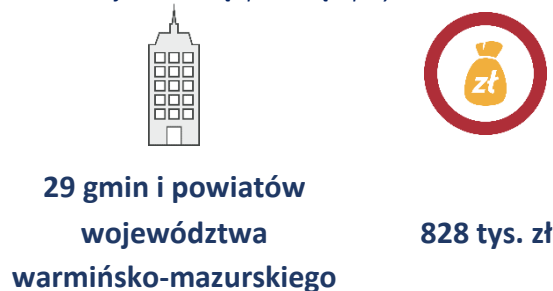 zł
29 gmin i powiatów
województwa
warmińsko-mazurskiego
828 tys. zł